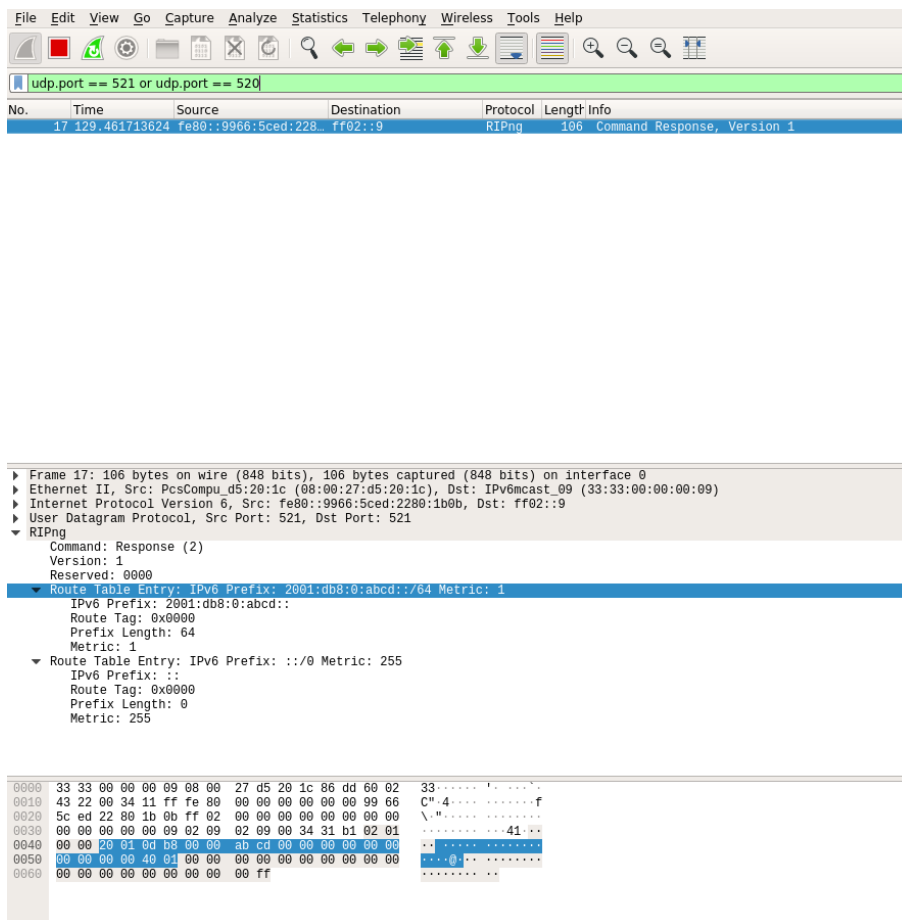 File Edit View Go Capture Analyze Statistics Telephony Wireless Tools Help
udp.port == 521 or udp.port == 520
No. Time Source Destination Protocol Length Info
17 129.461713624 fe80::9966:5ced:228… ff02::9 RIPng 106 Command Response, Version 1
Frame 17: 106 bytes on wire (848 bits), 106 bytes captured (848 bits) on interface 0
Ethernet II, Src: PcsCompu_d5:20:1c (08:00:27:d5:20:1c), Dst: IPv6mcast_09 (33:33:00:00:00:09)
Internet Protocol Version 6, Src: fe80::9966:5ced:2280:1b0b, Dst: ff02::9
User Datagram Protocol, Src Port: 521, Dst Port: 521
RIPng
Command: Response (2)
Version: 1
Reserved: 0000
Route Table Entry: IPv6 Prefix: 2001:db8:0:abcd::/64 Metric: 1
IPv6 Prefix: 2001:db8:0:abcd::
Route Tag: 0x0000
Prefix Length: 64
Metric: 1
Route Table Entry: IPv6 Prefix: ::/0 Metric: 255
IPv6 Prefix: ::
Route Tag: 0x0000
Prefix Length: 0
Metric: 255
0000 33 33 00 00 00 09 08 00 27 d5 20 1c 86 dd 60 02 33······ '· ···`·
0010 43 22 00 34 11 ff fe 80 00 00 00 00 00 00 99 66 C"·4···· ·······f
0020 5c ed 22 80 1b 0b ff 02 00 00 00 00 00 00 00 00 \·"····· ········
0030 00 00 00 00 00 09 02 09 02 09 00 34 31 b1 02 01 ········ ···41···
0040 00 00 20 01 0d b8 00 00 ab cd 00 00 00 00 00 00 ·· ····· ········
0050 00 00 00 00 40 01 00 00 00 00 00 00 00 00 00 00 ····@··· ········
0060 00 00 00 00 00 00 00 00 00 ff ········ ··